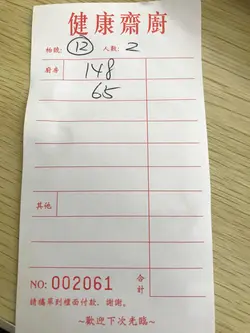 健康齋廚
枱號: 12 人數: 2
廚房 148
65
其他
NO: 002061 合計
請攜單到櫃面付款、謝謝。
~歡迎下次光臨~